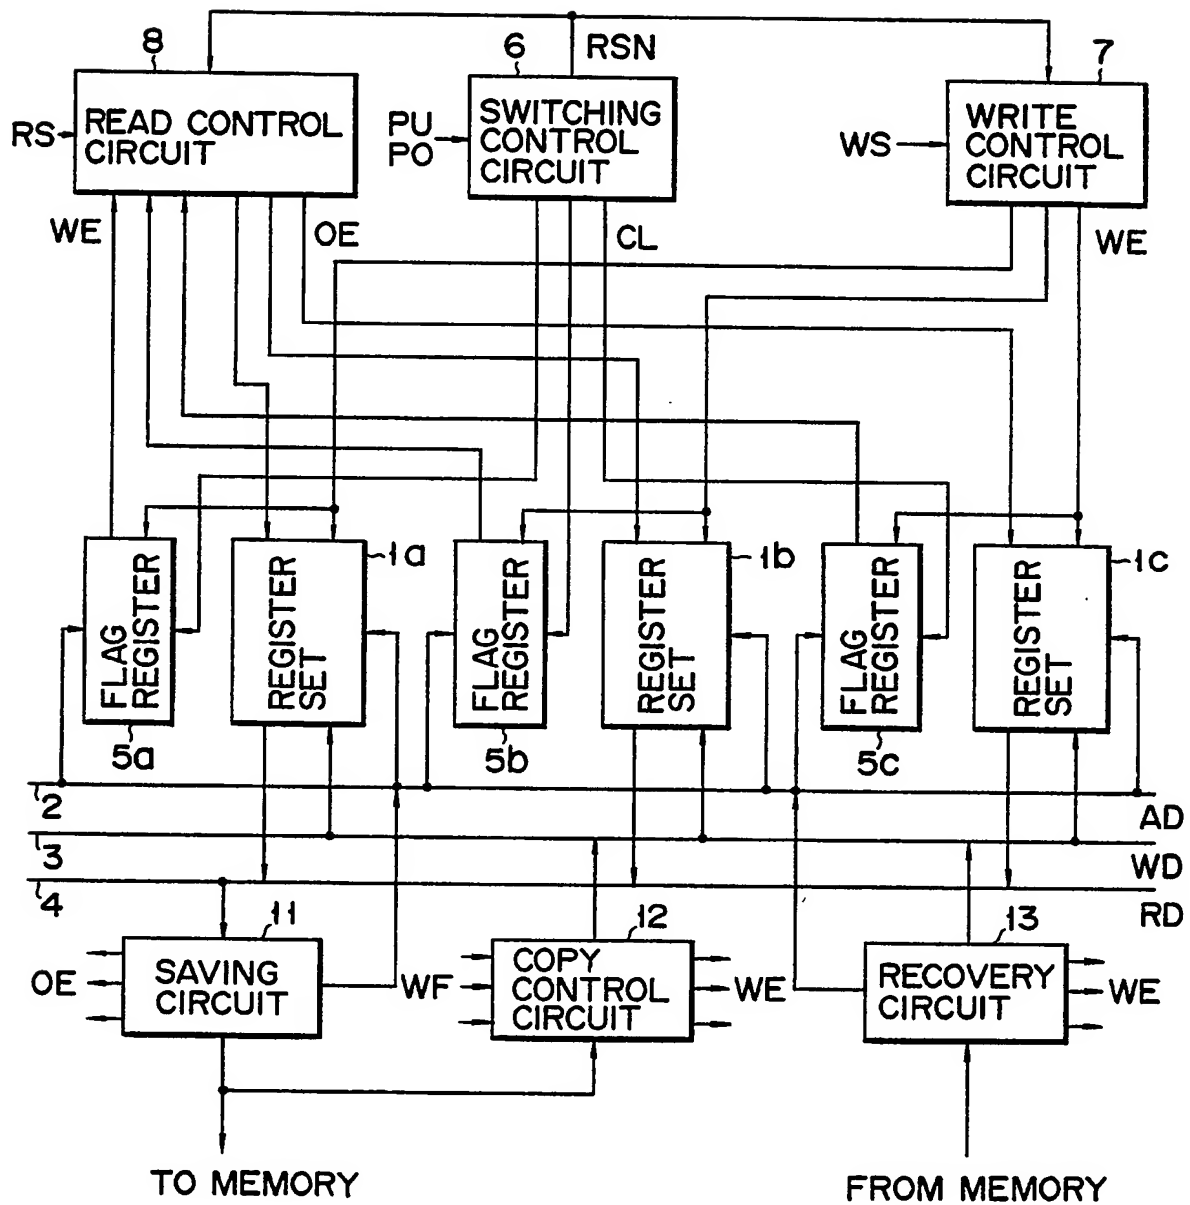 8
6
RSN
7
RS
READ CONTROL
CIRCUIT
PU
PO
SWITCHING
CONTROL
CIRCUIT
WS
WRITE
CONTROL
CIRCUIT
WE
OE
CL
WE
FLAG
REGISTER
REGISTER
SET
1a
FLAG
REGISTER
REGISTER
SET
1b
FLAG
REGISTER
REGISTER
SET
1c
5a
5b
5c
2
AD
3
WD
4
RD
11
12
13
OE
SAVING
CIRCUIT
WF
COPY
CONTROL
CIRCUIT
WE
RECOVERY
CIRCUIT
WE
TO MEMORY
FROM MEMORY